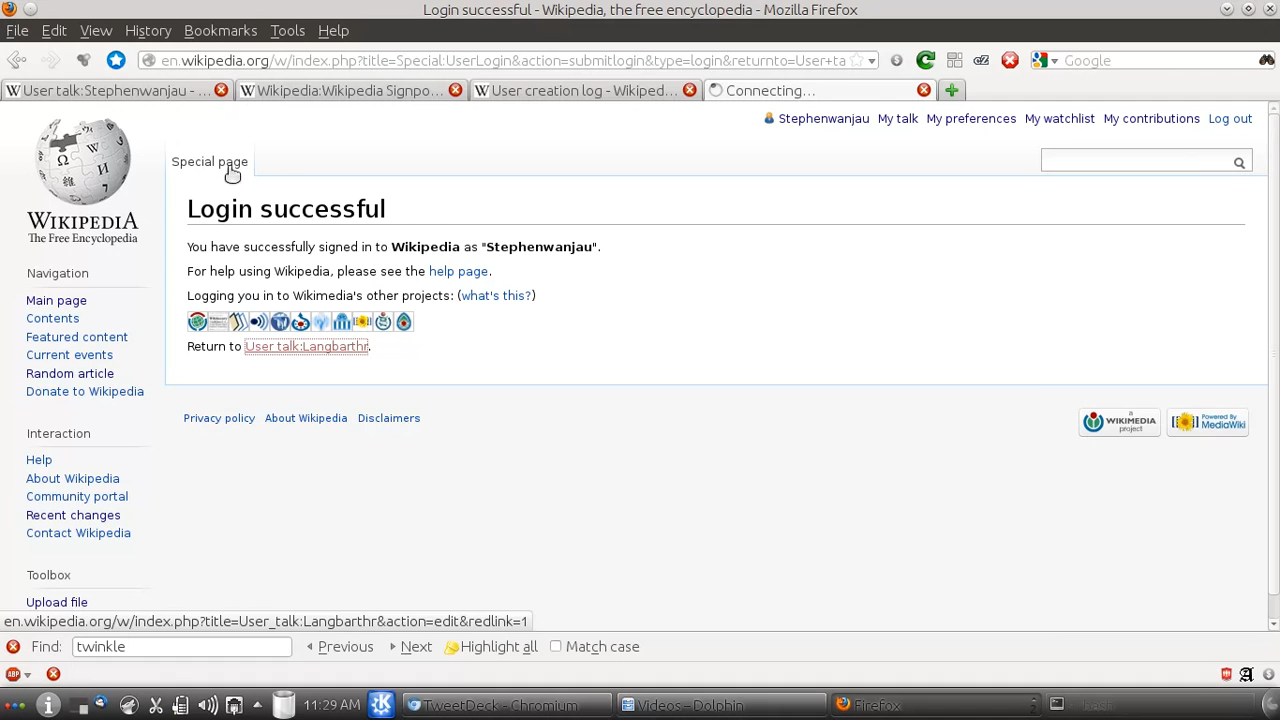 Login successful - Wikipedia, the free encyclopedia - Mozilla Firefox
File Edit View History Bookmarks Tools Help
en.wikipedia.org/w/index.php?title=Special:UserLogin&action=submitlogin&type=login&returnto=User+ta
Google
User talk:Stephenwanjau - ...
Wikipedia:Wikipedia Signpo...
User creation log - Wikiped...
Connecting...
Stephenwanjau My talk My preferences My watchlist My contributions Log out
Special page
WIKIPEDIA
The Free Encyclopedia
Navigation
Main page
Contents
Featured content
Current events
Random article
Donate to Wikipedia
Interaction
Help
About Wikipedia
Community portal
Recent changes
Contact Wikipedia
Toolbox
Upload file
Login successful
You have successfully signed in to Wikipedia as "Stephenwanjau".
For help using Wikipedia, please see the help page.
Logging you in to Wikimedia's other projects: (what's this?)
Return to User talk:Langbarthr.
Privacy policy About Wikipedia Disclaimers
a WIKIMEDIA project
Powered By MediaWiki
en.wikipedia.org/w/index.php?title=User_talk:Langbarthr&action=edit&redlink=1
Find: twinkle Previous Next Highlight all Match case
ABP
11:29 AM
TweetDeck - Chromium
Videos - Dolphin
Firefox
2